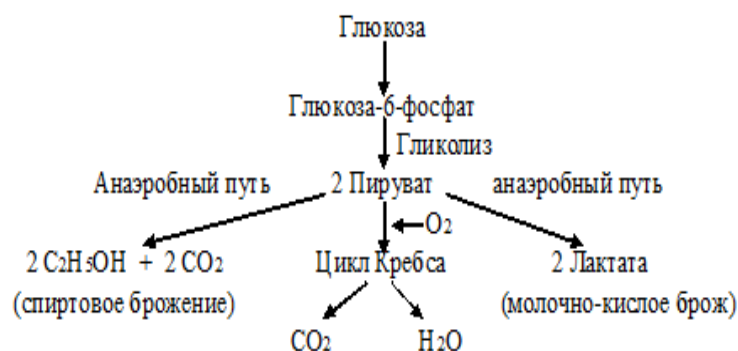 Глюкоза
Глюкоза-6-фосфат
Гликолиз
Анаэробный путь 2 Пируват анаэробный путь
O2
2 C2H5OH + 2 CO2 Цикл Кребса 2 Лактата
(спиртовое брожение) (молочно-кислое брож)
CO2 H2O